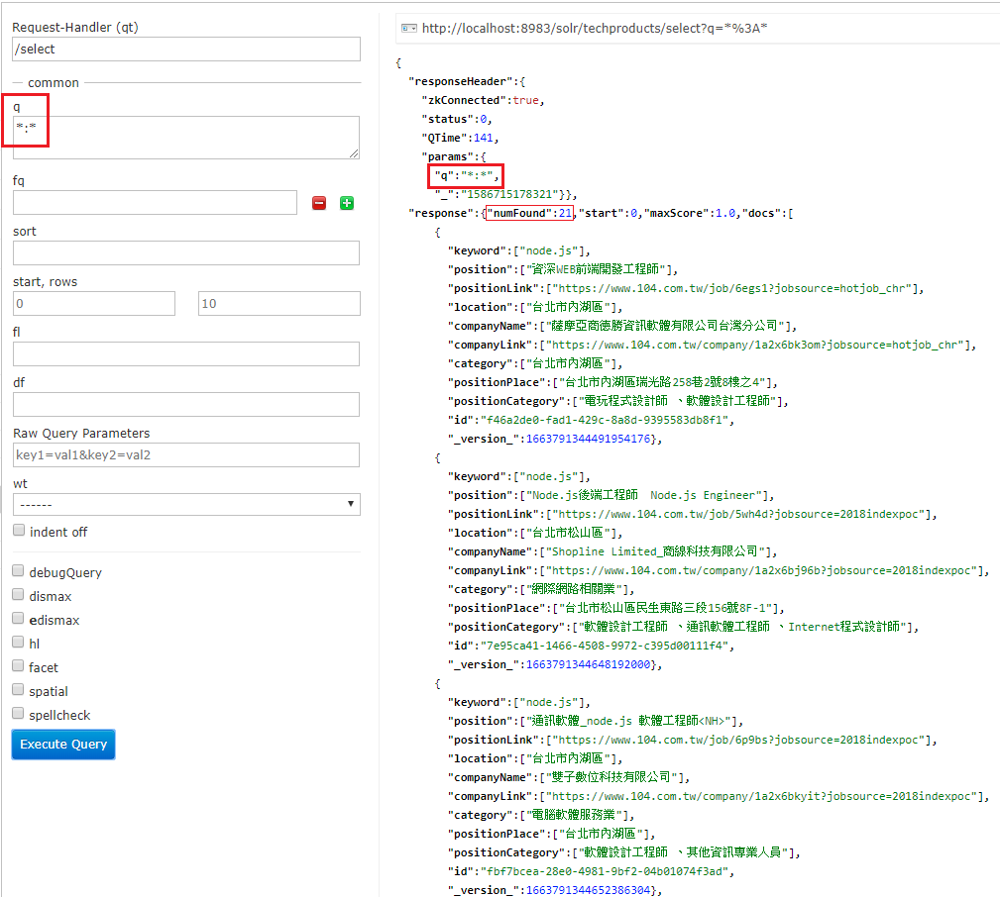 Request-Handler (qt)
/select
common
q
*:*
fq
sort
start, rows
0 10
fl
df
Raw Query Parameters
key1=val1&key2=val2
wt
------
indent off
debugQuery
dismax
edismax
hl
facet
spatial
spellcheck
Execute Query
http://localhost:8983/solr/techproducts/select?q=*%3A*
{
"responseHeader":{
"zkConnected":true,
"status":0,
"QTime":141,
"params":{
"q":"*:*",
"_":"1586715178321"}},
"response":{"numFound":21,"start":0,"maxScore":1.0,"docs":[
{
"keyword":["node.js"],
"position":["資深WEB前端開發工程師"],
"positionLink":["https://www.104.com.tw/job/6egs1?jobsource=hotjob_chr"],
"location":["台北市內湖區"],
"companyName":["薩摩亞商德勝資訊軟體有限公司台灣分公司"],
"companyLink":["https://www.104.com.tw/company/1a2x6bk3om?jobsource=hotjob_chr"],
"category":["台北市內湖區"],
"positionPlace":["台北市內湖區瑞光路258巷2號8樓之4"],
"positionCategory":["電玩程式設計師 、軟體設計工程師"],
"id":"f46a2de0-fad1-429c-8a8d-9395583db8f1",
"_version_":1663791344491954176},
{
"keyword":["node.js"],
"position":["Node.js後端工程師  Node.js Engineer"],
"positionLink":["https://www.104.com.tw/job/5wh4d?jobsource=2018indexpoc"],
"location":["台北市松山區"],
"companyName":["Shopline Limited_商線科技有限公司"],
"companyLink":["https://www.104.com.tw/company/1a2x6bj96b?jobsource=2018indexpoc"],
"category":["網際網路相關業"],
"positionPlace":["台北市松山區民生東路三段156號8F-1"],
"positionCategory":["軟體設計工程師 、通訊軟體工程師 、Internet程式設計師"],
"id":"7e95ca41-1466-4508-9972-c395d00111f4",
"_version_":1663791344648192000},
{
"keyword":["node.js"],
"position":["通訊軟體_node.js 軟體工程師<NH>"],
"positionLink":["https://www.104.com.tw/job/6p9bs?jobsource=2018indexpoc"],
"location":["台北市內湖區"],
"companyName":["雙子數位科技有限公司"],
"companyLink":["https://www.104.com.tw/company/1a2x6bkyit?jobsource=2018indexpoc"],
"category":["電腦軟體服務業"],
"positionPlace":["台北市內湖區"],
"positionCategory":["軟體設計工程師 、其他資訊專業人員"],
"id":"fbf7bcea-28e0-4981-9bf2-04b01074f3ad",
"_version_":1663791344652386304},